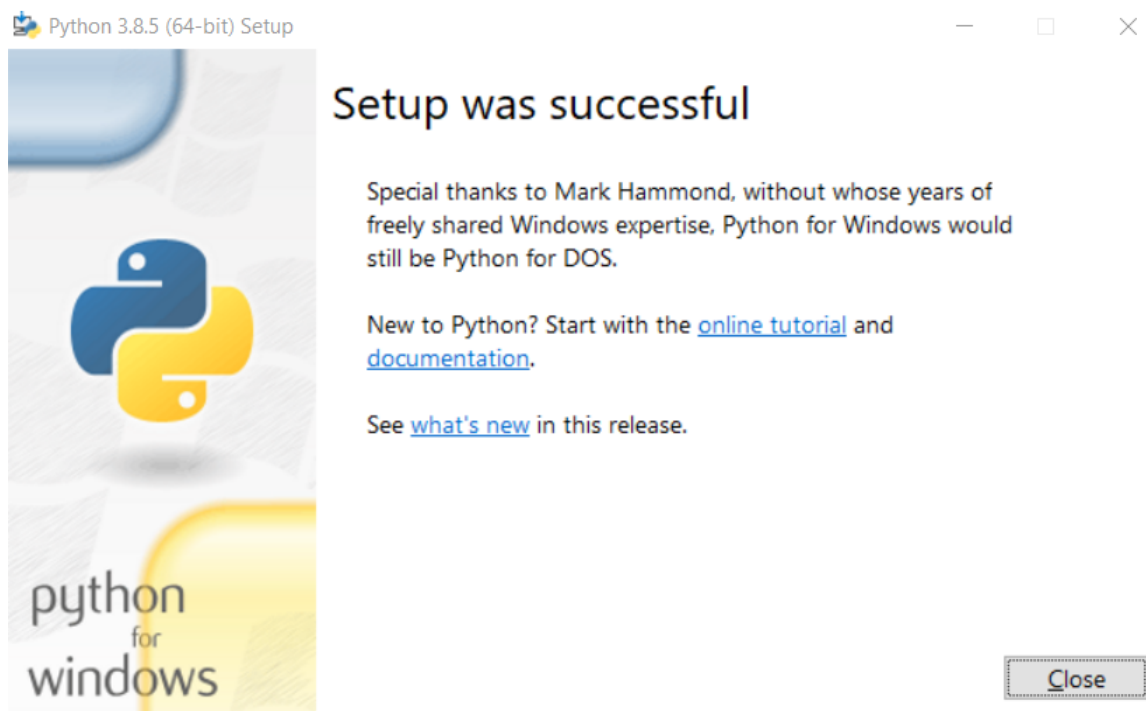 Python 3.8.5 (64-bit) Setup
Setup was successful
Special thanks to Mark Hammond, without whose years of
freely shared Windows expertise, Python for Windows would
still be Python for DOS.
New to Python? Start with the online tutorial and
documentation.
See what's new in this release.
python
for
windows
Close